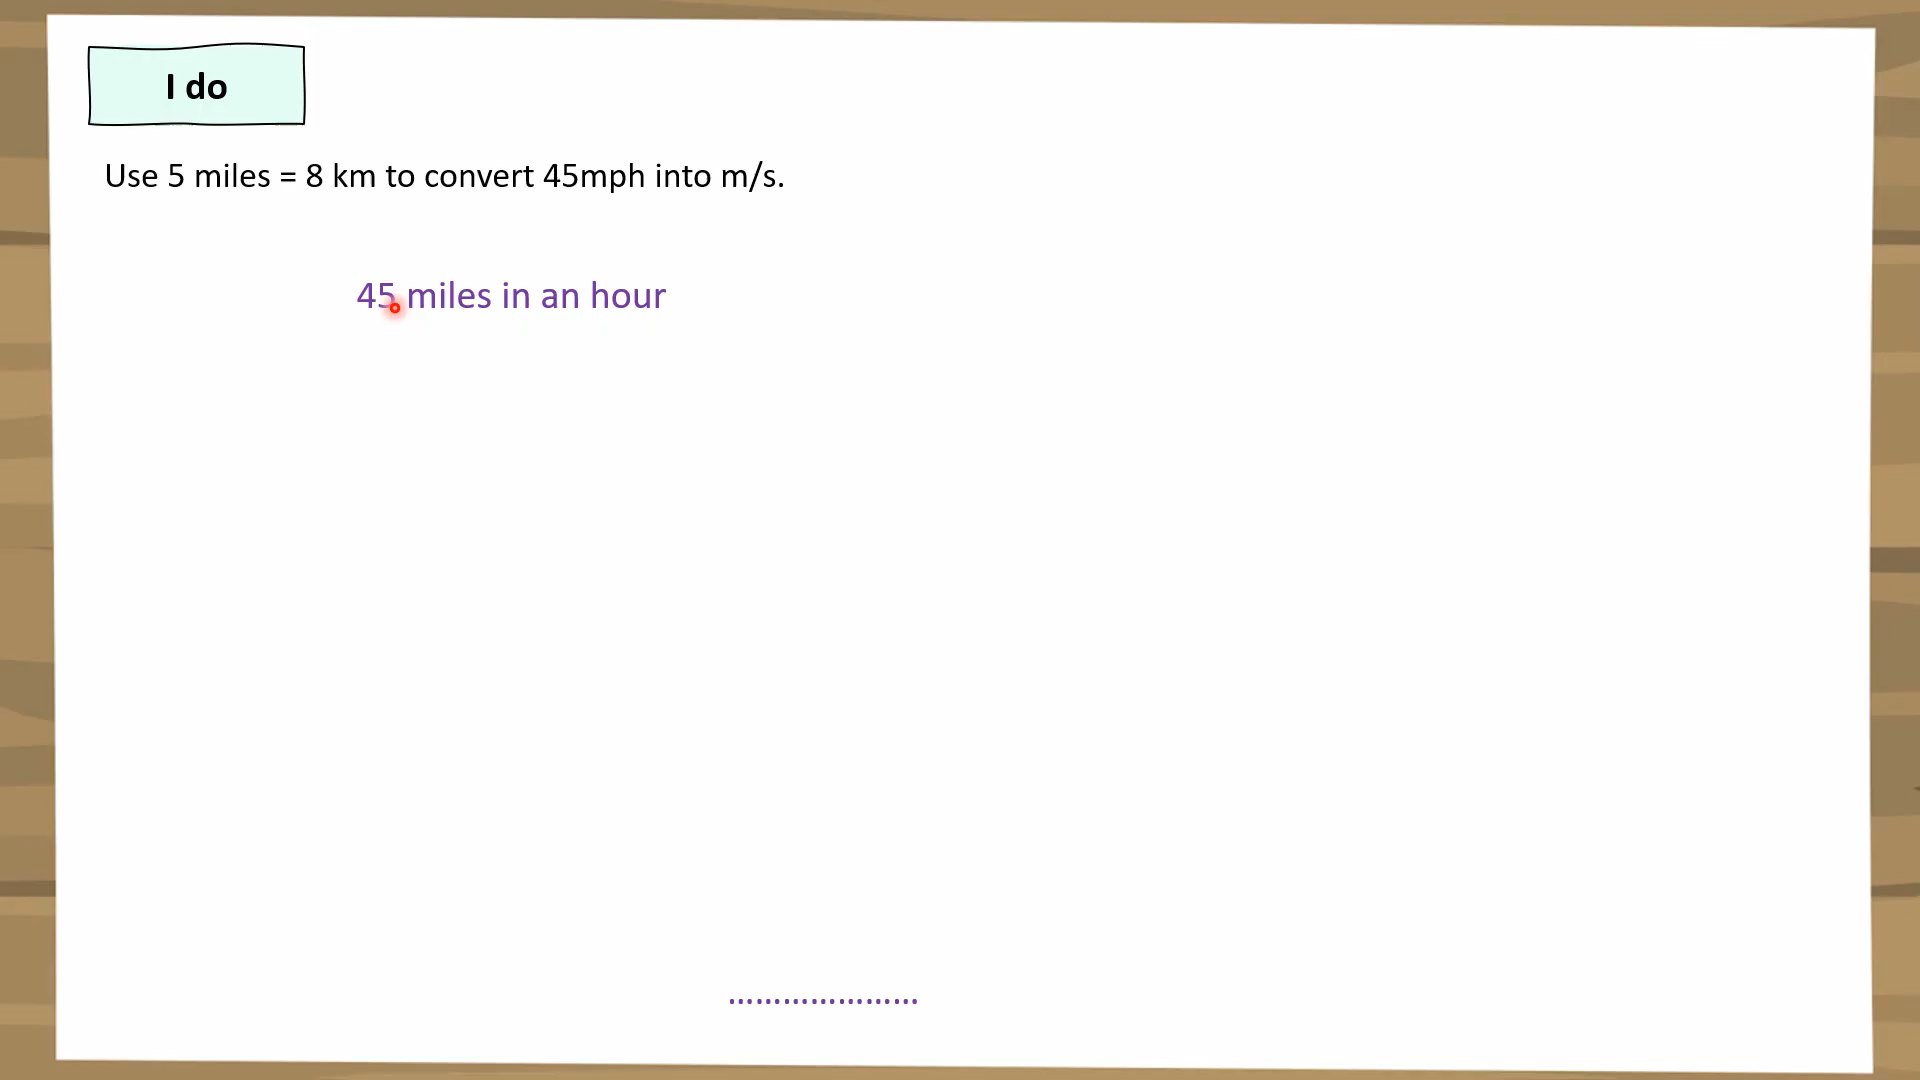 I do
Use 5 miles = 8 km to convert 45mph into m/s.
45 miles in an hour
.....................